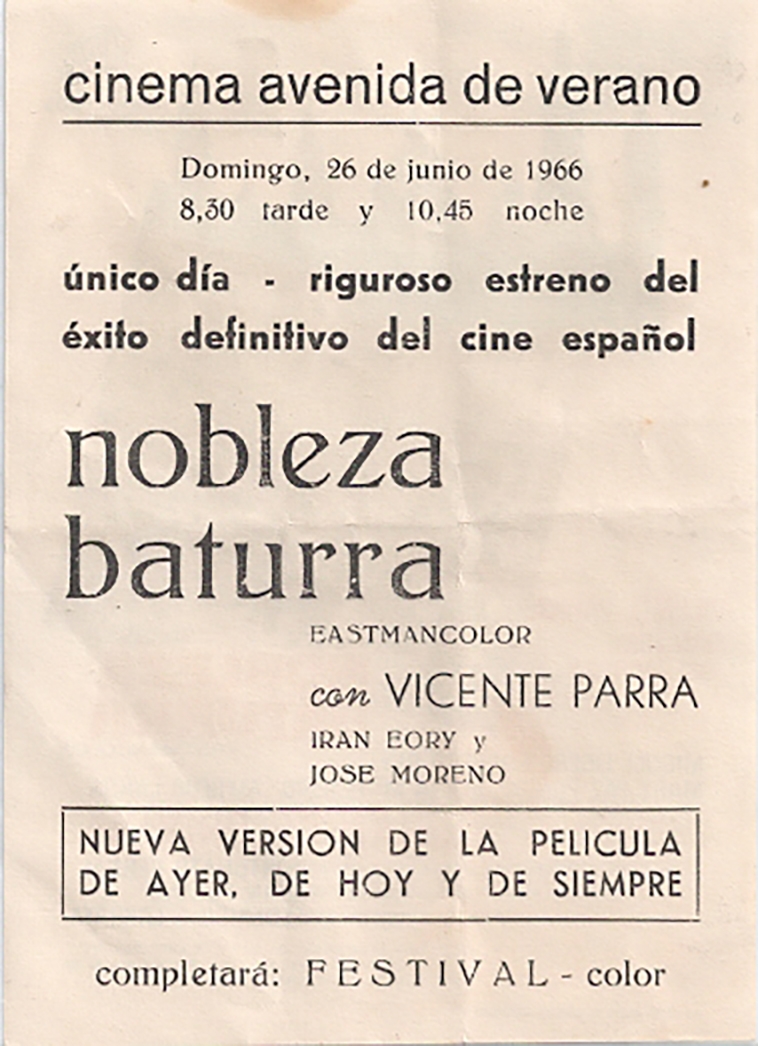 cinema avenida de verano
Domingo, 26 de junio de 1966
8,30 tarde y 10,45 noche
único día - riguroso estreno del
éxito definitivo del cine español
nobleza
baturra
EASTMANCOLOR
con VICENTE PARRA
IRAN EORY y
JOSE MORENO
NUEVA VERSION DE LA PELICULA
DE AYER, DE HOY Y DE SIEMPRE
completará: FESTIVAL - color